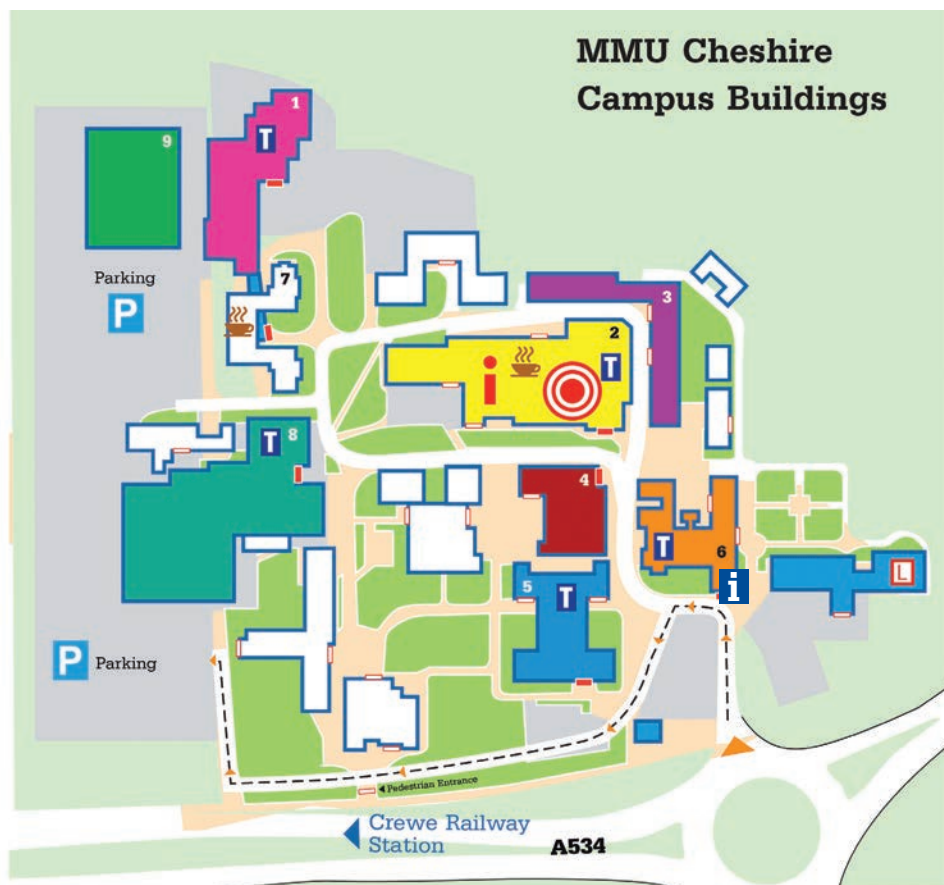 MMU Cheshire
Campus Buildings
1
T
9
7
3
Parking
P
2
i
T
T
8
4
T
6
L
i
5
T
P
Parking
Pedestrian Entrance
Crewe Railway
Station
A534